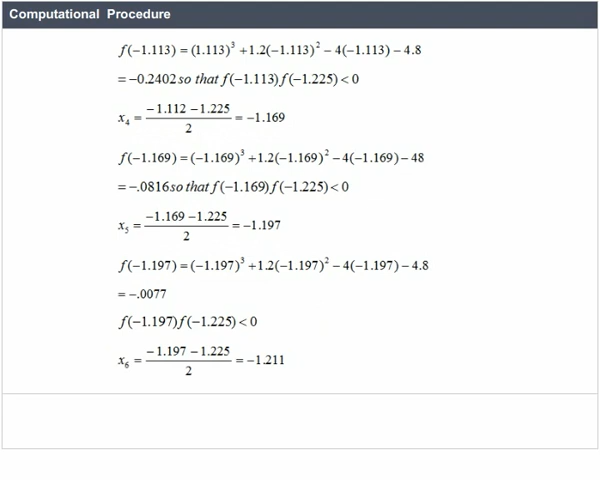 Computational Procedure
f(−1.113) = (1.113)³ +1.2(−1.113)² − 4(−1.113) − 4.8
= −0.2402 so that f(−1.113) f(−1.225) < 0
x₄ = (−1.112 − 1.225)/2 = −1.169
f(−1.169) = (−1.169)³ +1.2(−1.169)² − 4(−1.169) − 48
= −.0816 so that f(−1.169) f(−1.225) < 0
x₅ = (−1.169 − 1.225)/2 = −1.197
f(−1.197) = (−1.197)³ +1.2(−1.197)² − 4(−1.197) − 4.8
= −.0077
f(−1.197) f(−1.225) < 0
x₆ = (−1.197 − 1.225)/2 = −1.211